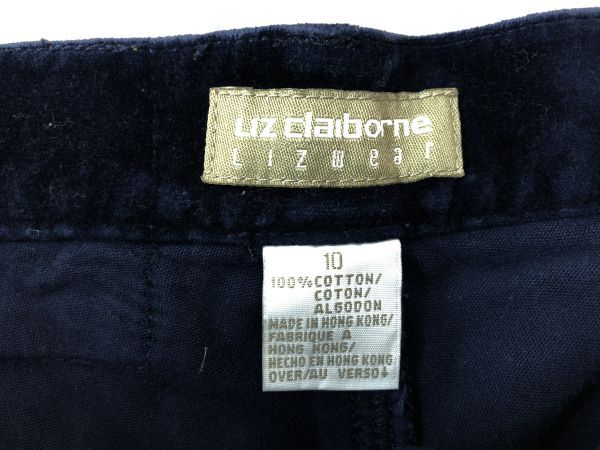 Liz claiborne
LIZWEAR
10
100% COTTON/
COTON/
ALGODON
MADE IN HONG KONG/
FABRIQUE A
HONG HONG/
HECHO EN HONG KONG
OVER/AU VERSO↓